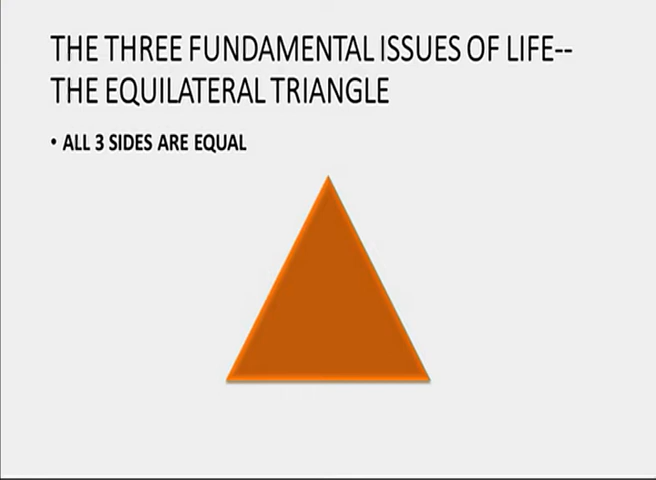 THE THREE FUNDAMENTAL ISSUES OF LIFE--
THE EQUILATERAL TRIANGLE
• ALL 3 SIDES ARE EQUAL